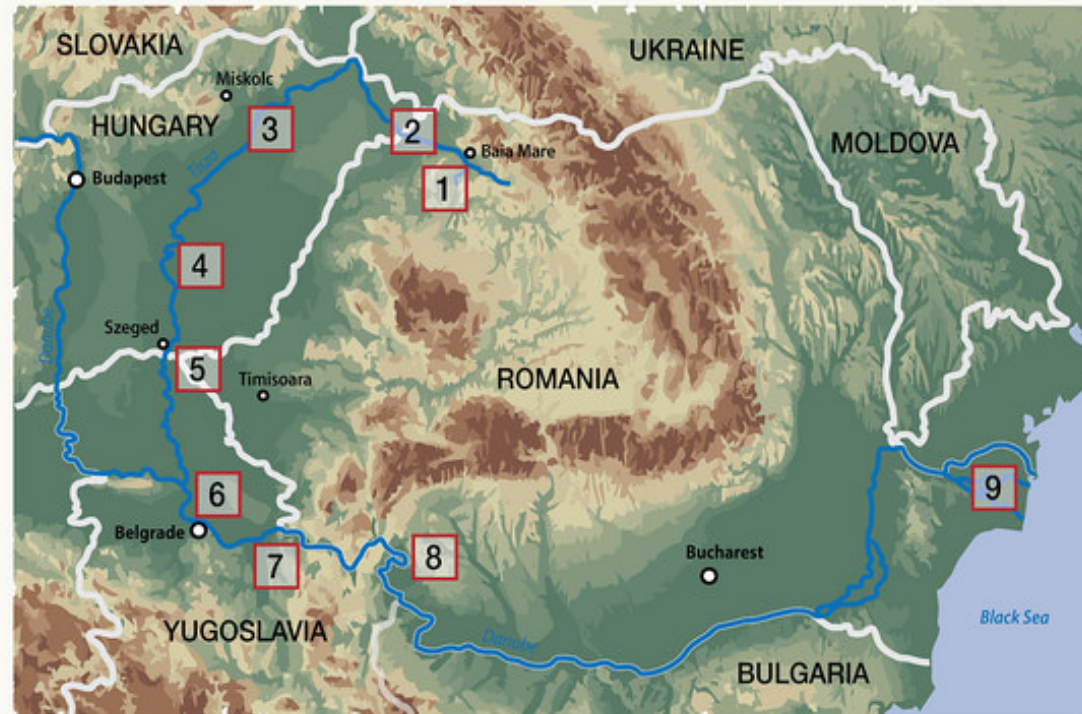 SLOVAKIA
UKRAINE
Miskolc
HUNGARY
3
2
MOLDOVA
Baia Mare
Tisza
Budapest
1
4
Danube
Szeged
5
Timisoara
ROMANIA
6
9
Belgrade
7
8
Bucharest
Black Sea
YUGOSLAVIA
Danube
BULGARIA